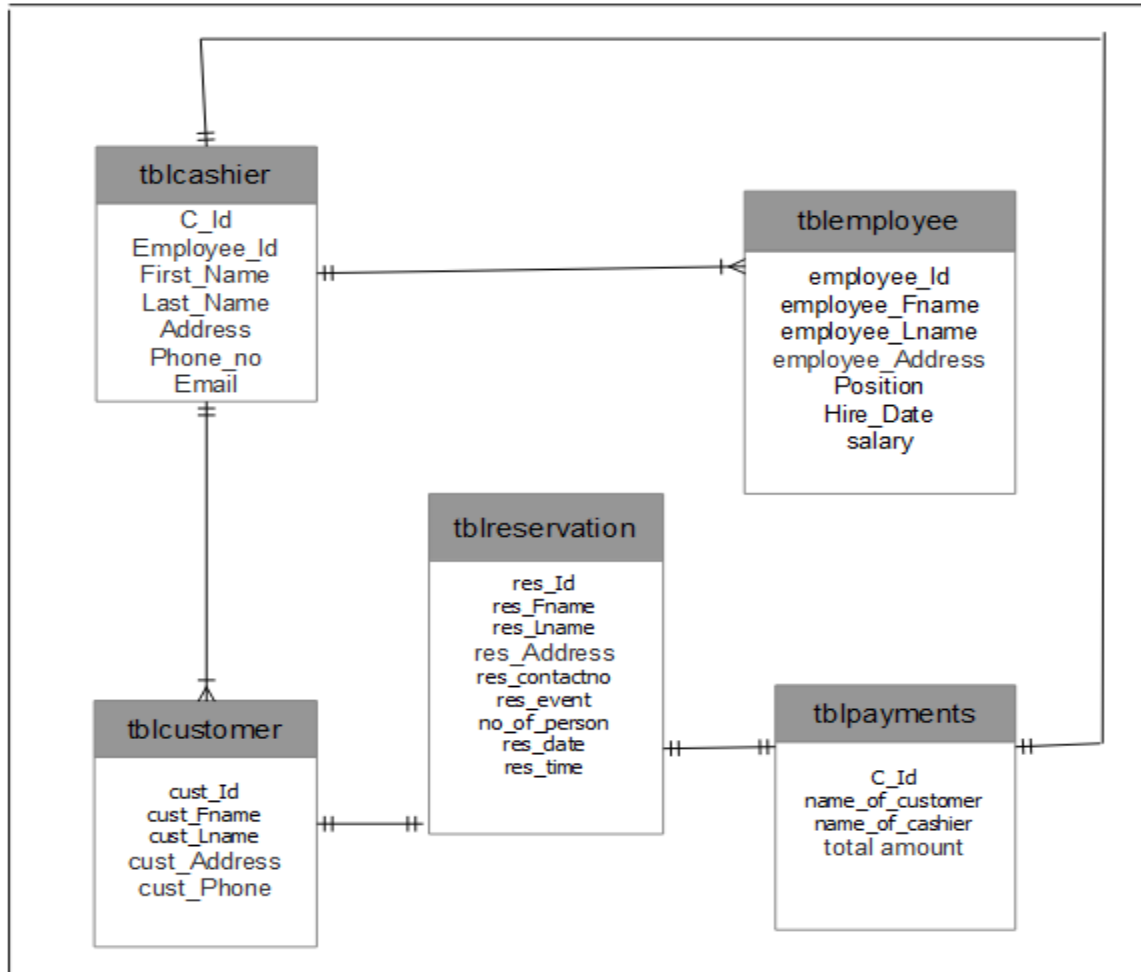 tblcashier
C_Id
Employee_Id
First_Name
Last_Name
Address
Phone_no
Email
tblemployee
employee_Id
employee_Fname
employee_Lname
employee_Address
Position
Hire_Date
salary
tblreservation
res_Id
res_Fname
res_Lname
res_Address
res_contactno
res_event
no_of_person
res_date
res_time
tblcustomer
cust_Id
cust_Fname
cust_Lname
cust_Address
cust_Phone
tblpayments
C_Id
name_of_customer
name_of_cashier
total amount